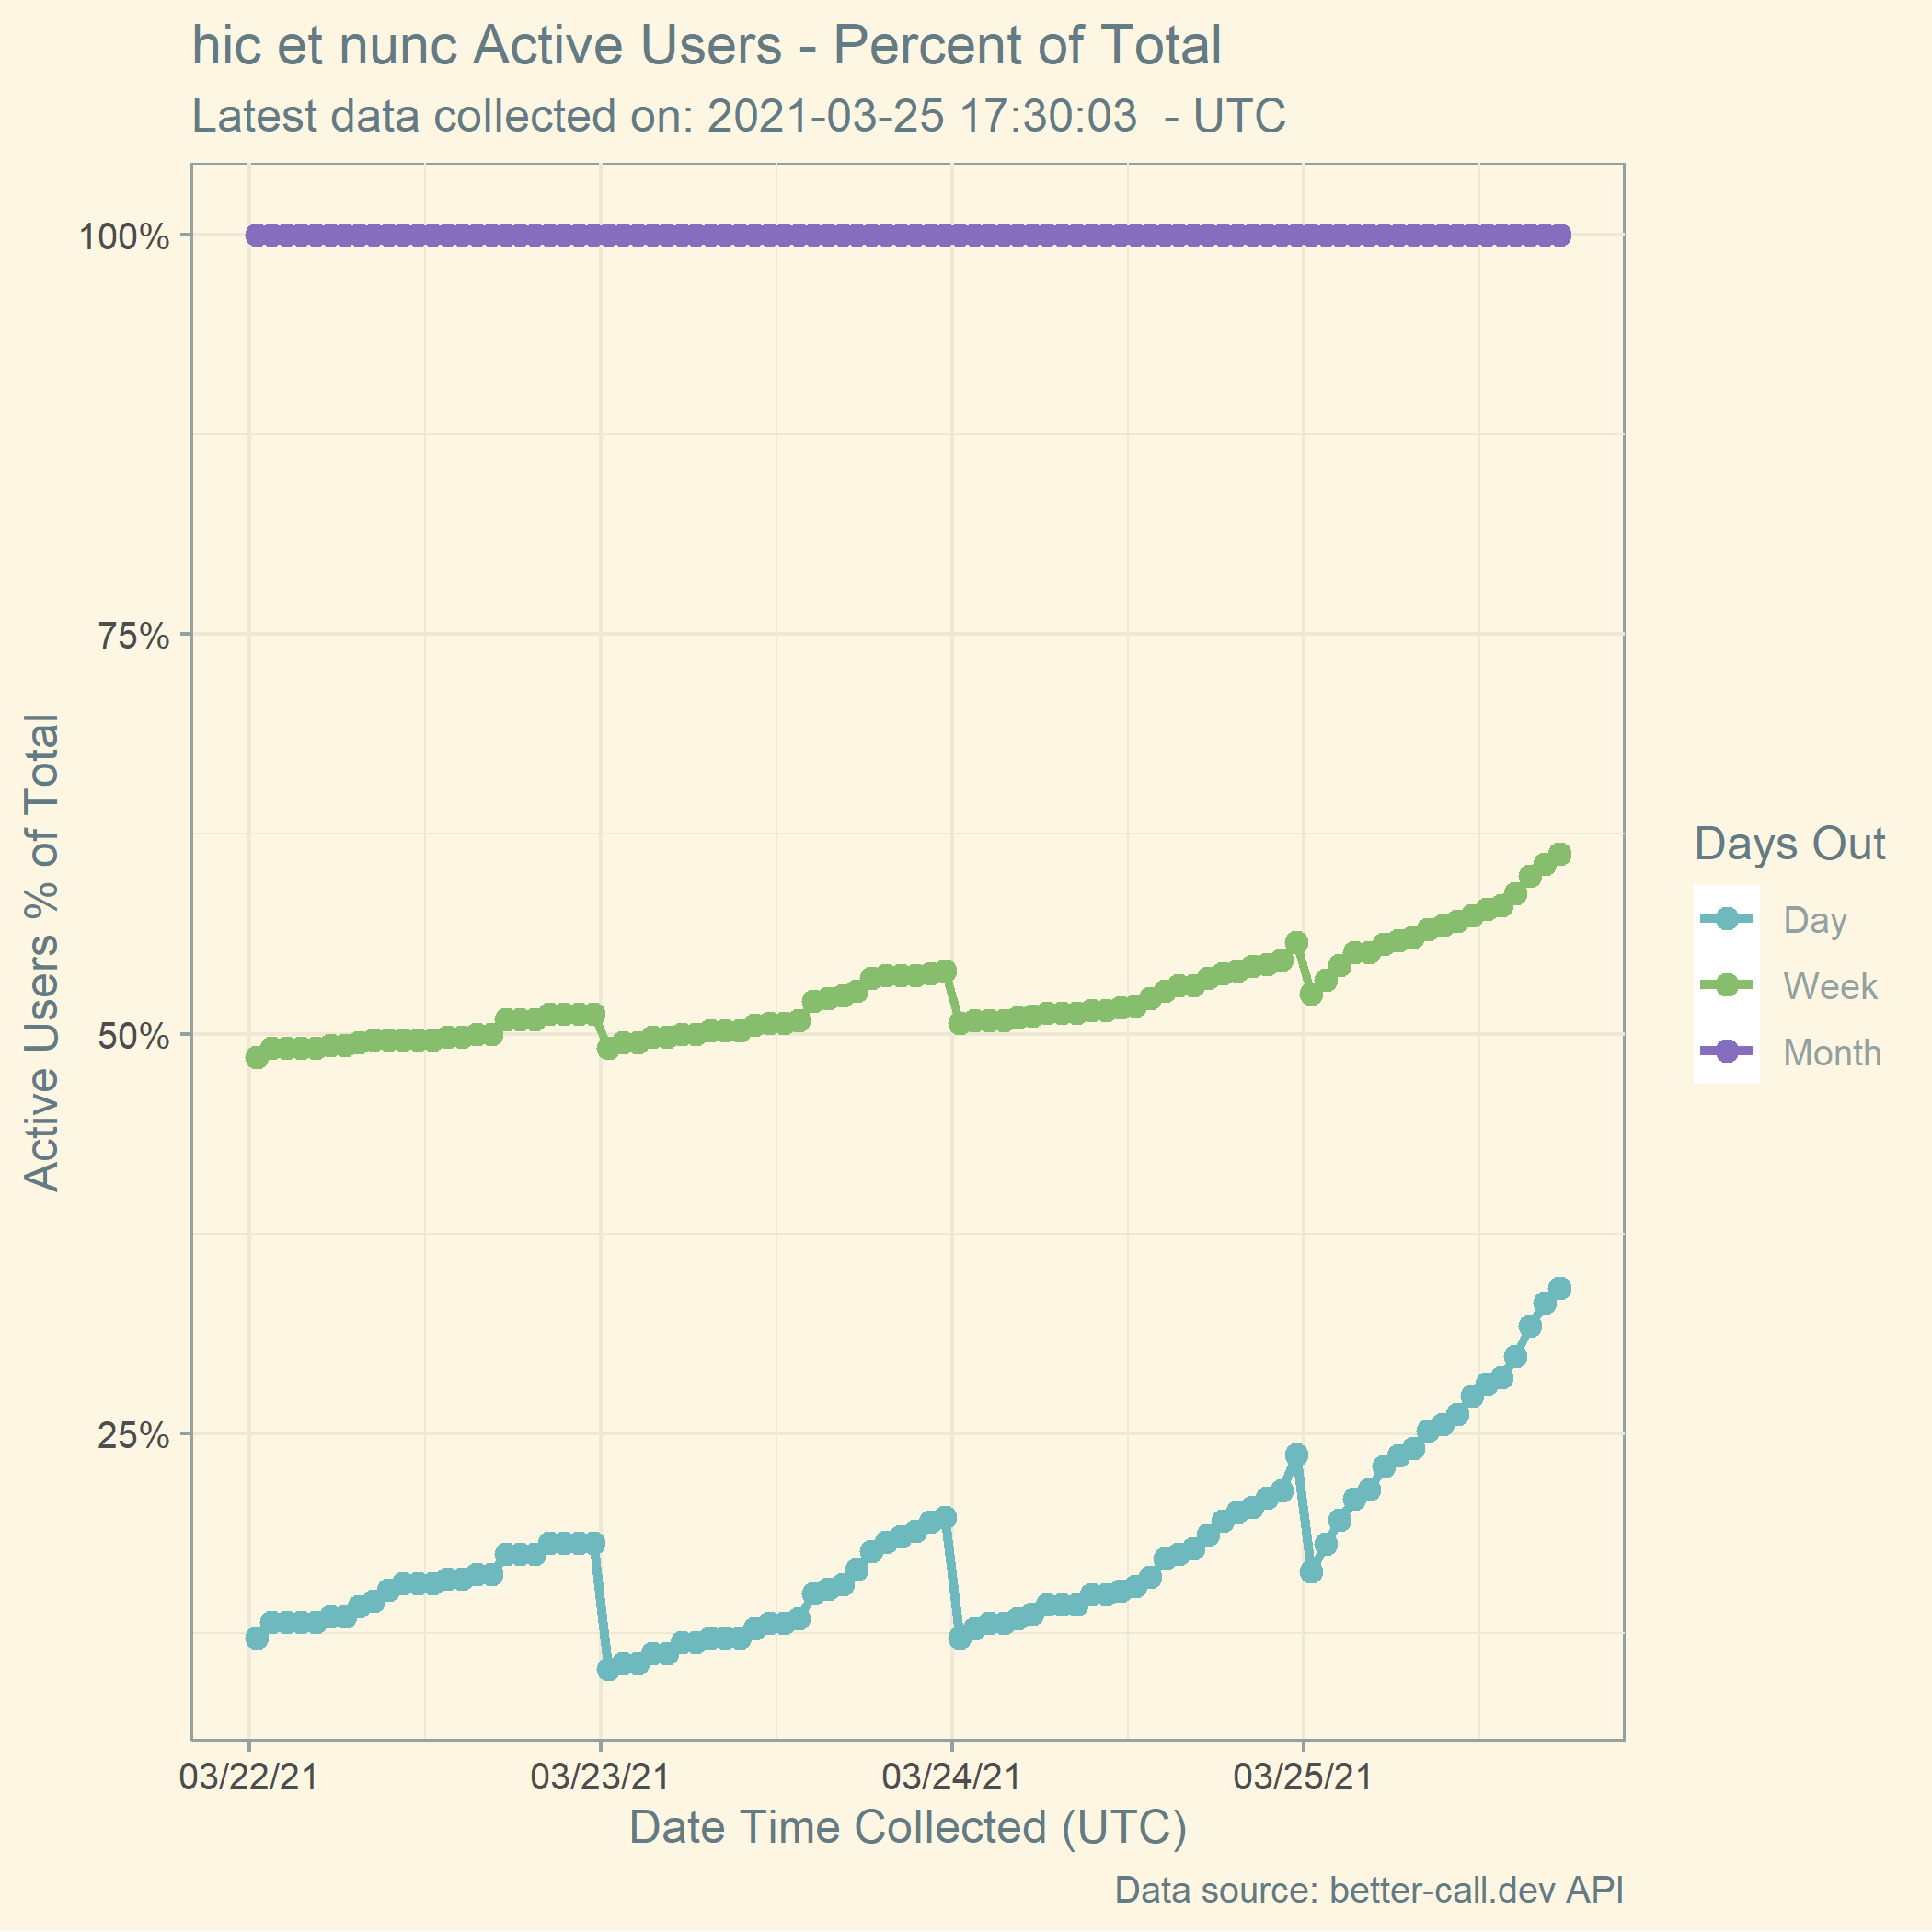 hic et nunc Active Users - Percent of Total
Latest data collected on: 2021-03-25 17:30:03  - UTC
Active Users % of Total
100%
75%
50%
25%
03/22/21
03/23/21
03/24/21
03/25/21
Date Time Collected (UTC)
Days Out
Day
Week
Month
Data source: better-call.dev API